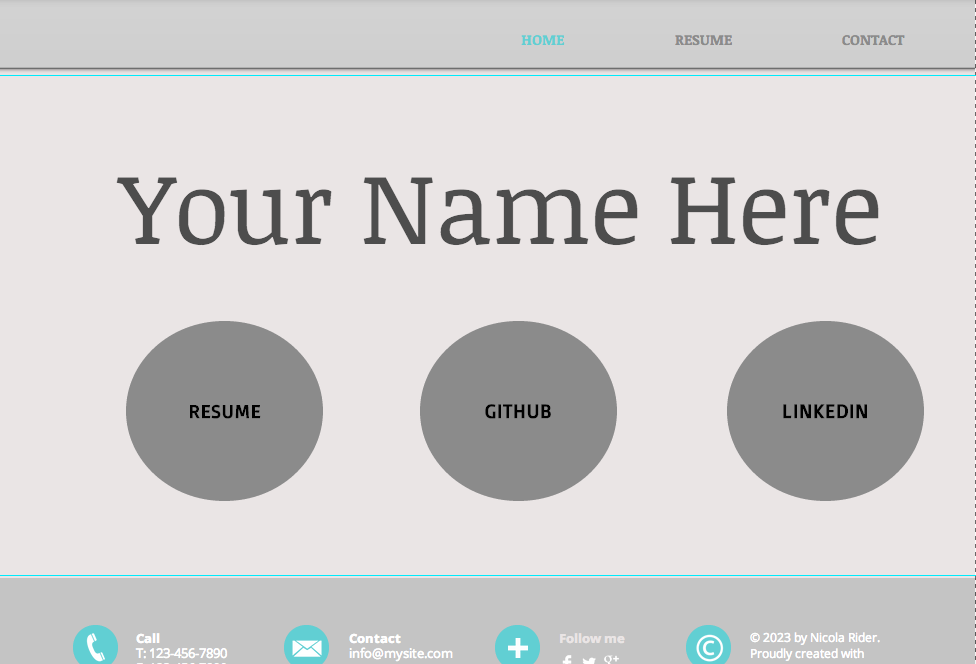 HOME RESUME CONTACT
Your Name Here
RESUME GITHUB LINKEDIN
Call
T: 123-456-7890
Contact
info@mysite.com
Follow me
© 2023 by Nicola Rider.
Proudly created with